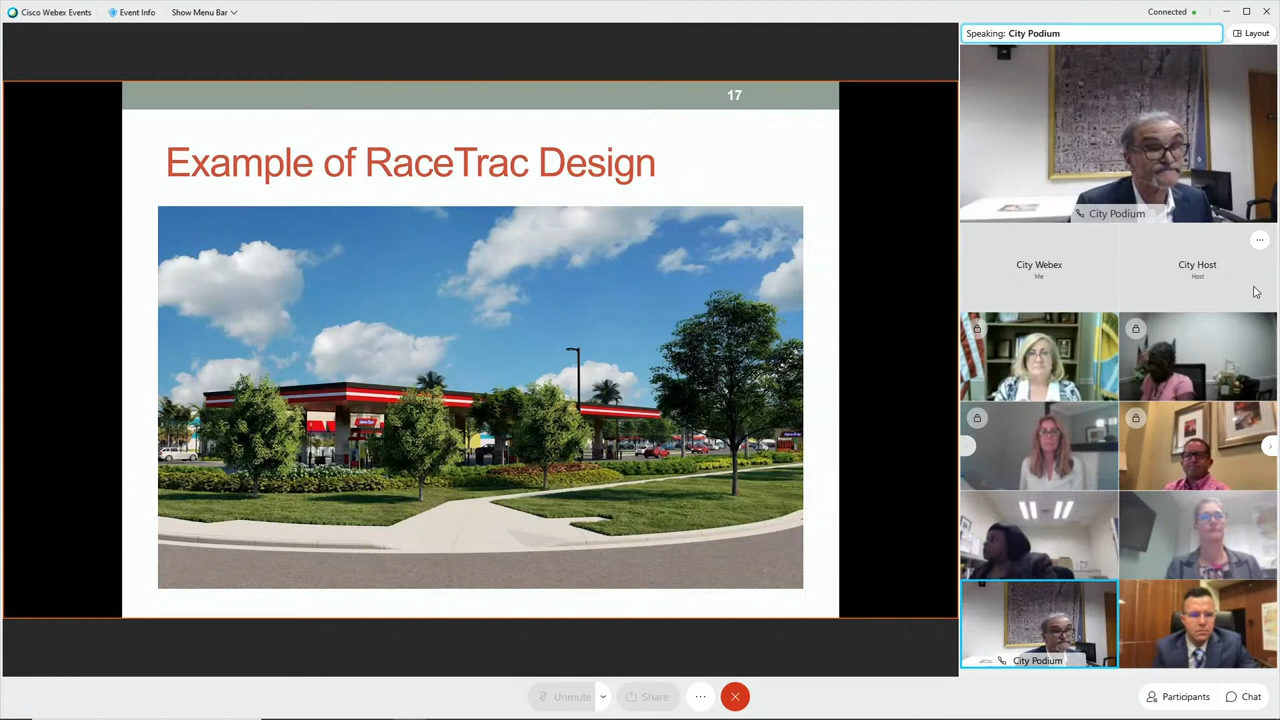 Cisco Webex Events
Event Info
Show Menu Bar
Connected
Speaking: City Podium
Layout
17
Example of RaceTrac Design
City Podium
City Webex
Me
City Host
Host
City Podium
Unmute
Share
Participants
Chat